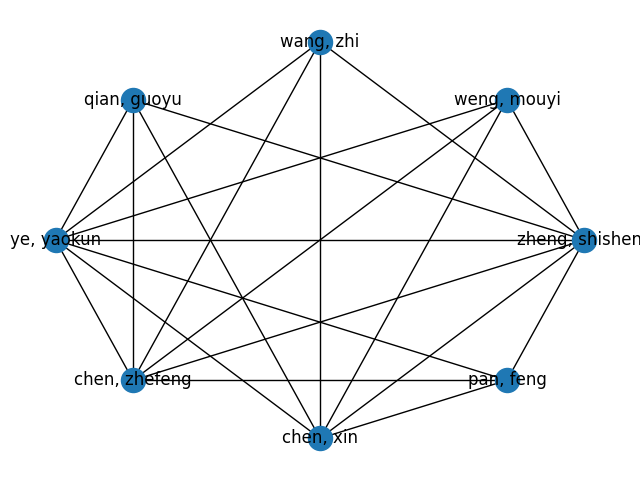 wang, zhi
qian, guoyu
weng, mouyi
ye, yaokun
zheng, shishen
chen, zhefeng
pan, feng
chen, xin